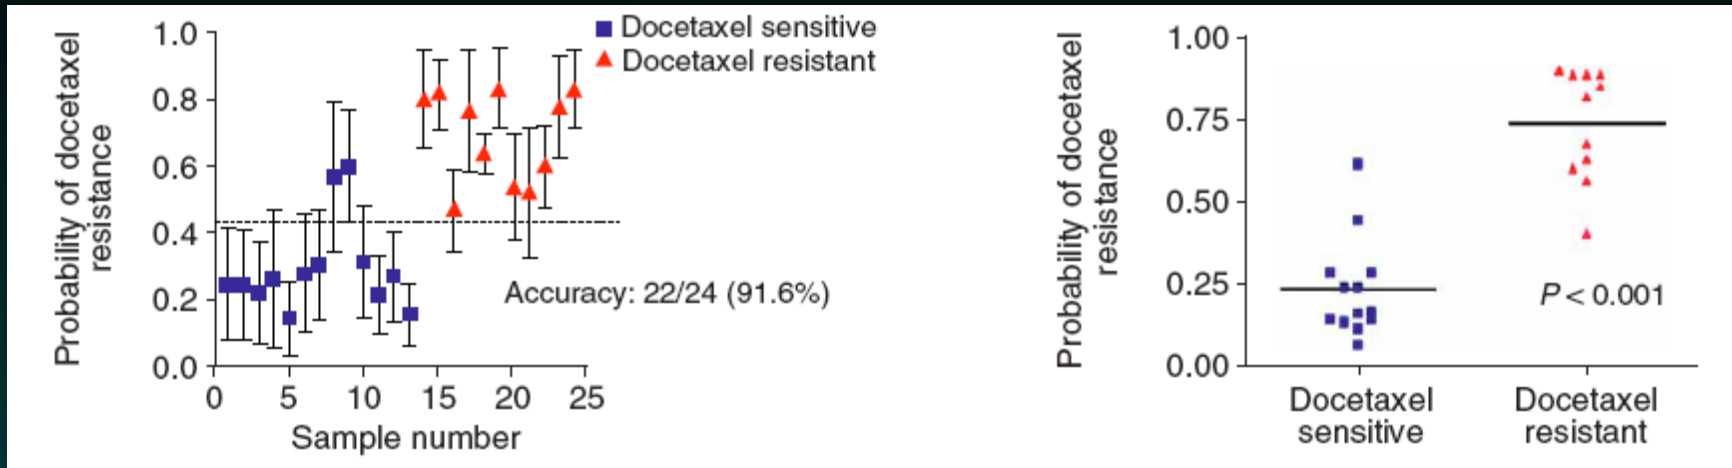 Probability of docetaxel
resistance
1.0
0.8
0.6
0.4
0.2
0.0
0 5 10 15 20 25
Sample number
Docetaxel sensitive
Docetaxel resistant
Accuracy: 22/24 (91.6%)
Probability of docetaxel
resistance
1.00
0.75
0.50
0.25
0.00
P < 0.001
Docetaxel
sensitive
Docetaxel
resistant